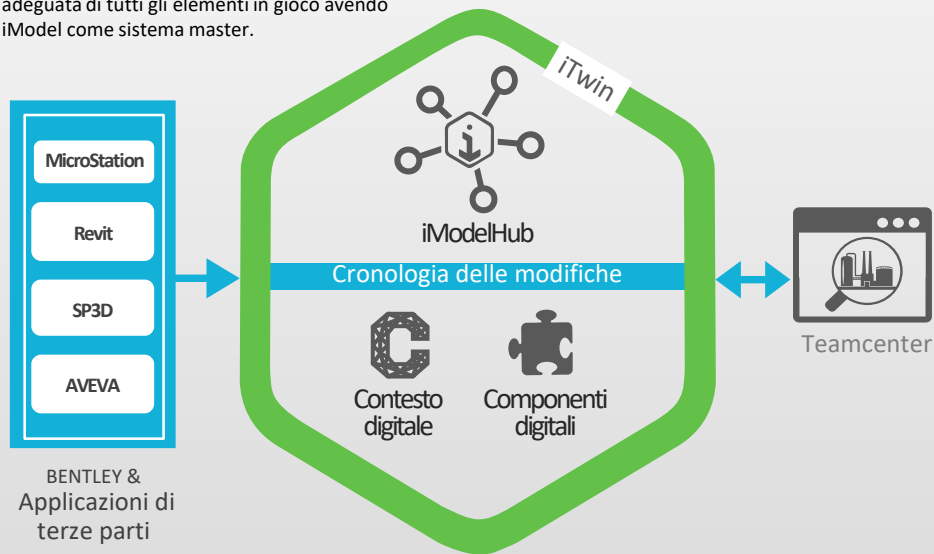 adeguata di tutti gli elementi in gioco avendo
iModel come sistema master.
iTwin
MicroStation
Revit
SP3D
AVEVA
BENTLEY &
Applicazioni di
terze parti
iModelHub
Cronologia delle modifiche
Contesto
digitale
Componenti
digitali
Teamcenter